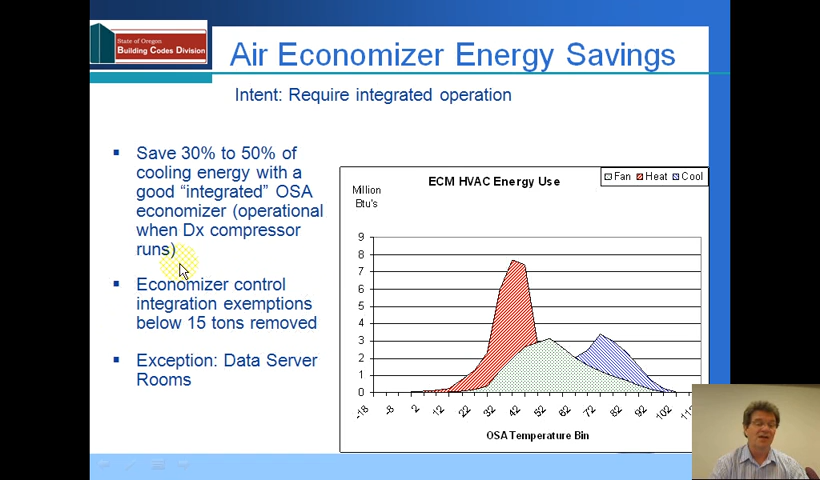 State of Oregon
Building Codes Division
Air Economizer Energy Savings
Intent: Require integrated operation
▪ Save 30% to 50% of
cooling energy with a
good “integrated” OSA
economizer (operational
when Dx compressor
runs)
▪ Economizer control
integration exemptions
below 15 tons removed
▪ Exception: Data Server
Rooms
ECM HVAC Energy Use
Fan Heat Cool
Million
Btu's
9
8
7
6
5
4
3
2
1
0
-18 -8 2 12 22 32 42 52 62 72 82 92 102
OSA Temperature Bin